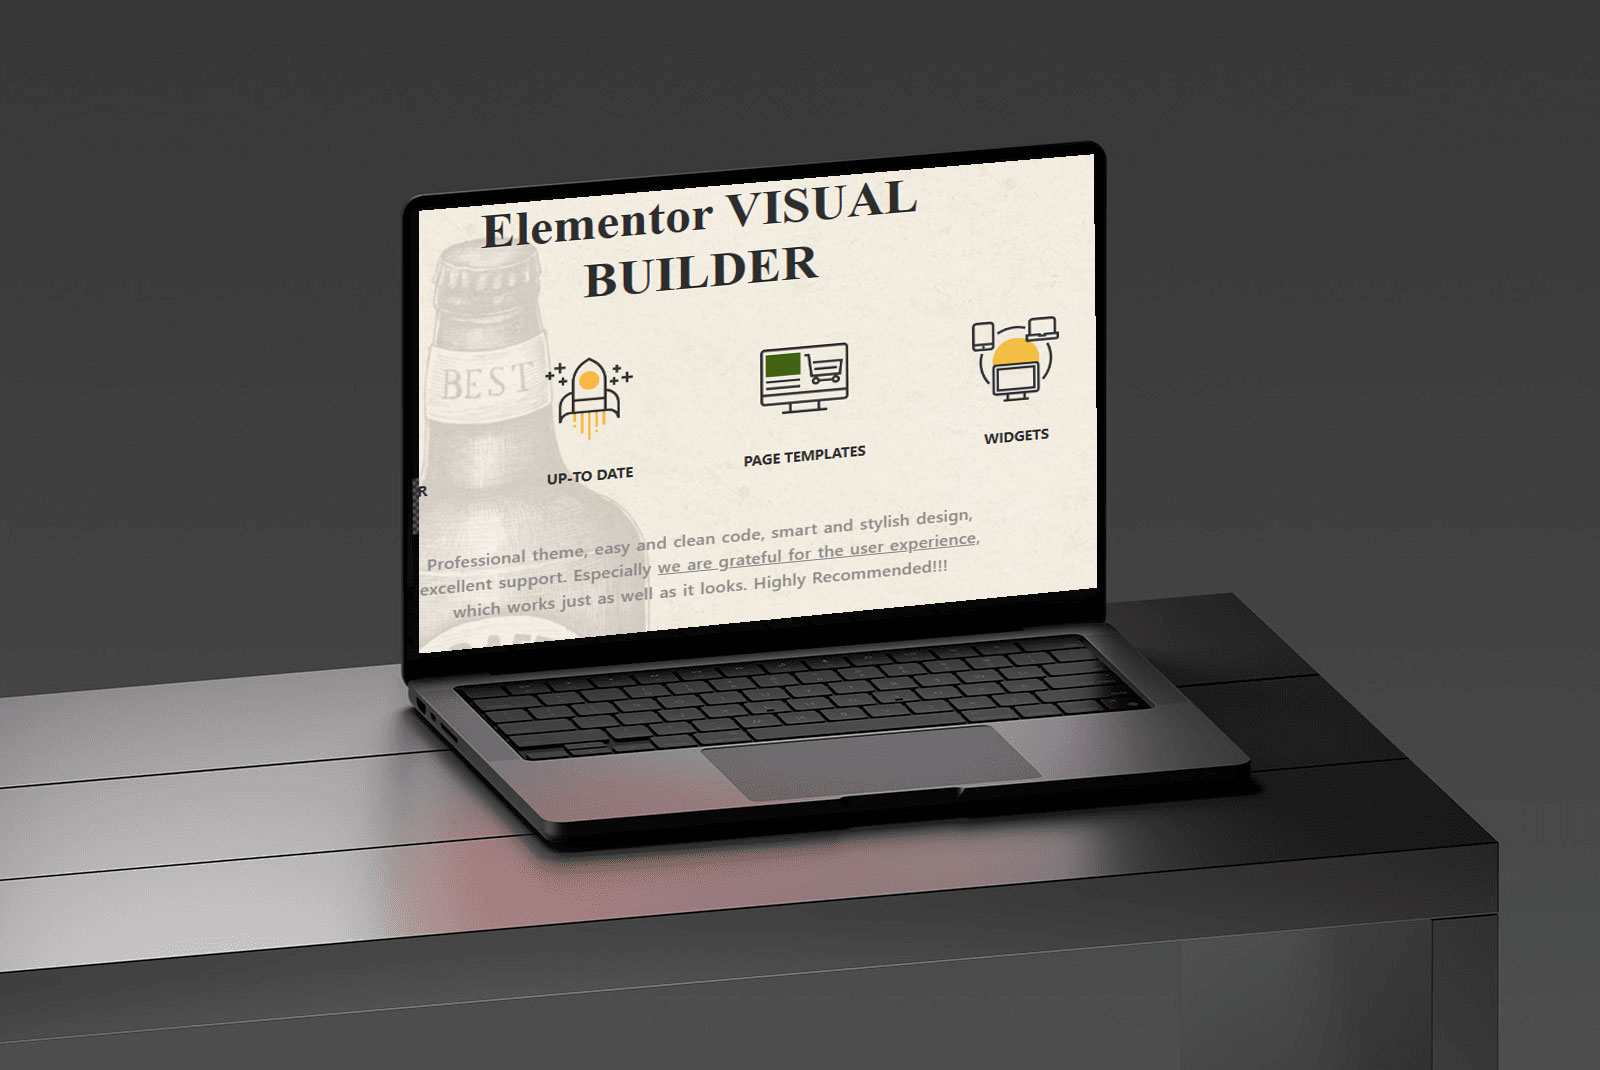 Elementor VISUAL
BUILDER
BEST
R
UP-TO DATE
PAGE TEMPLATES
WIDGETS
Professional theme, easy and clean code, smart and stylish design,
excellent support. Especially we are grateful for the user experience,
which works just as well as it looks. Highly Recommended!!!